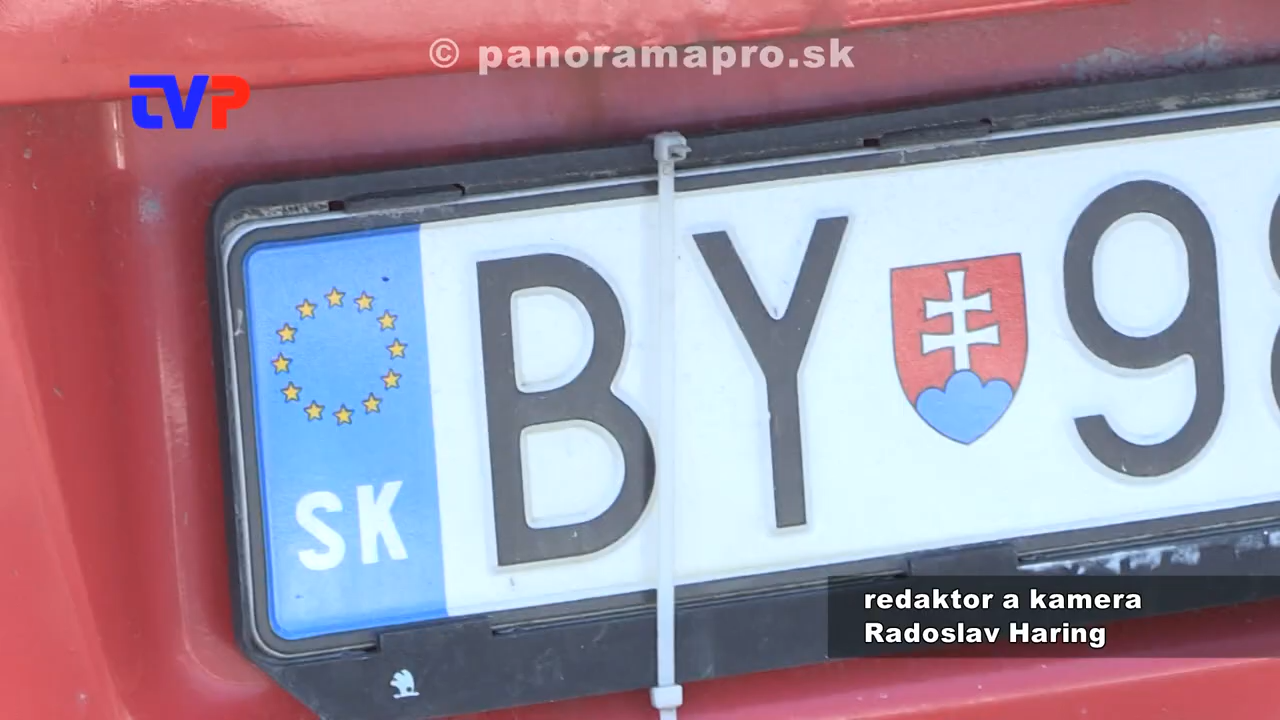 © panoramapro.sk
TVP
BY 98
SK
redaktor a kamera
Radoslav Haring